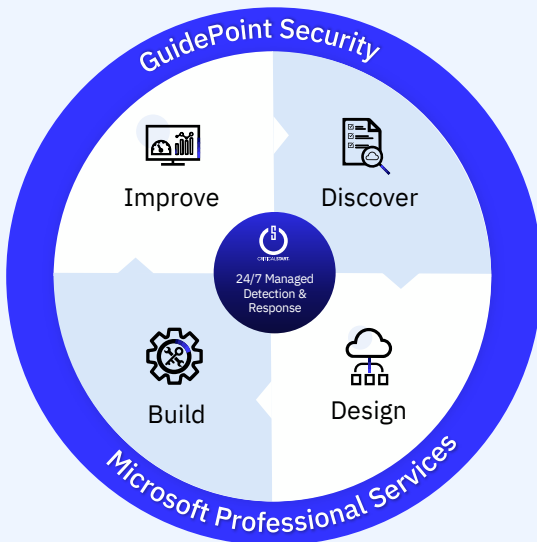 GuidePoint Security
Improve
Discover
CRITICALSTART.
24/7 Managed
Detection &
Response
Build
Design
Microsoft Professional Services